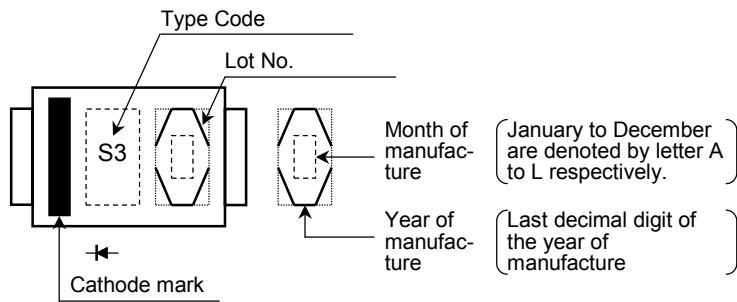 Type Code
Lot No.
S3
Month of
manufac-
ture
January to December
are denoted by letter A
to L respectively.
Year of
manufac-
ture
Last decimal digit of
the year of
manufacture
Cathode mark